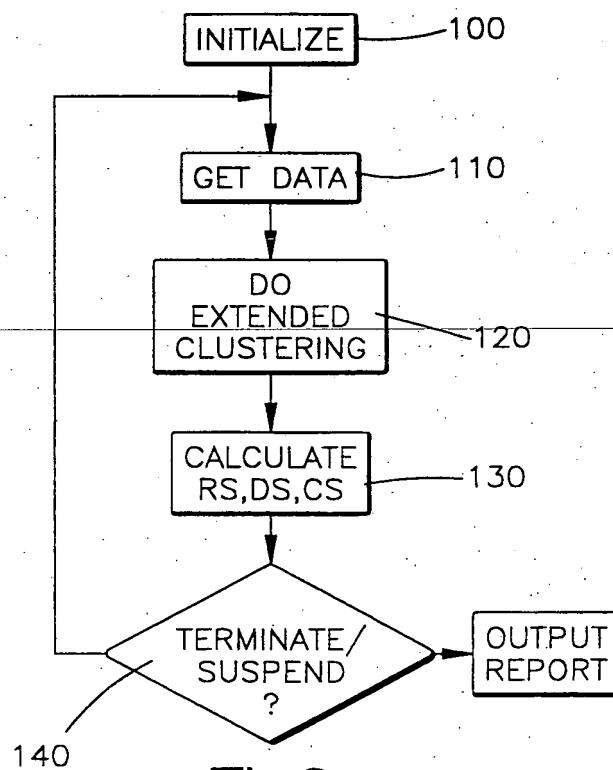 INITIALIZE
100
GET DATA
110
DO
EXTENDED
CLUSTERING
120
CALCULATE
RS,DS,CS
130
TERMINATE/
SUSPEND
?
140
OUTPUT
REPORT